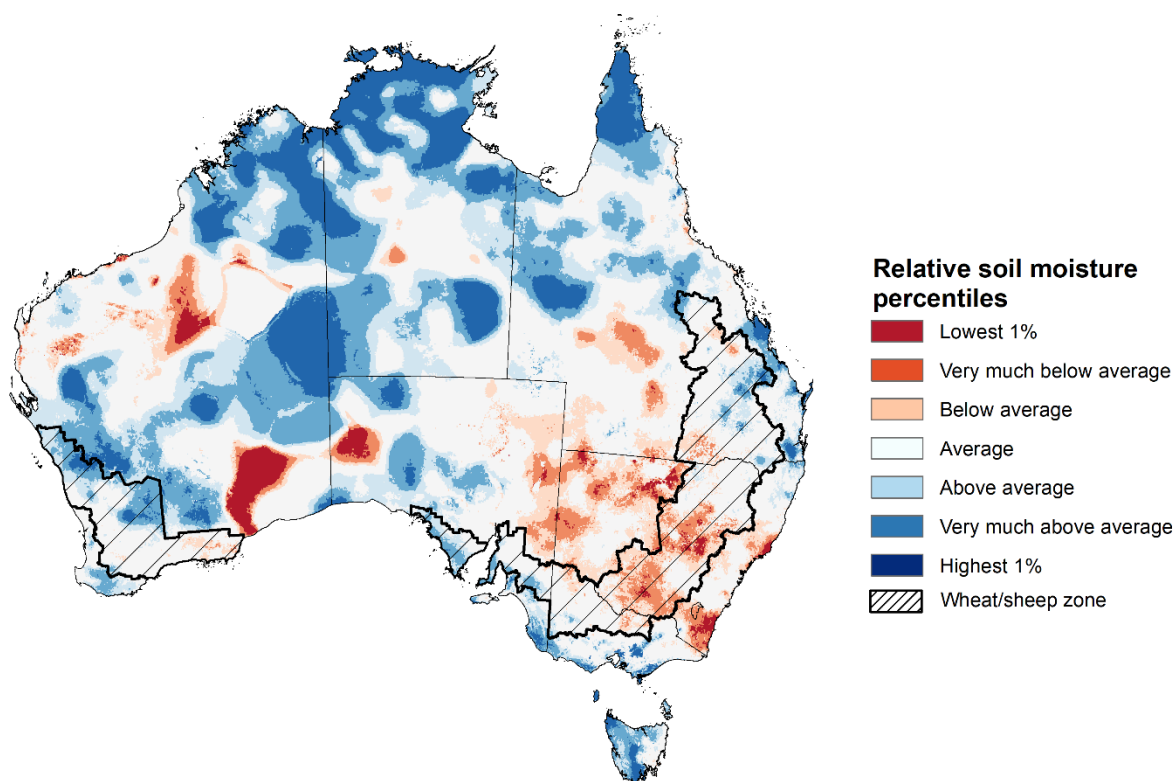 Relative soil moisture
percentiles
Lowest 1%
Very much below average
Below average
Average
Above average
Very much above average
Highest 1%
Wheat/sheep zone